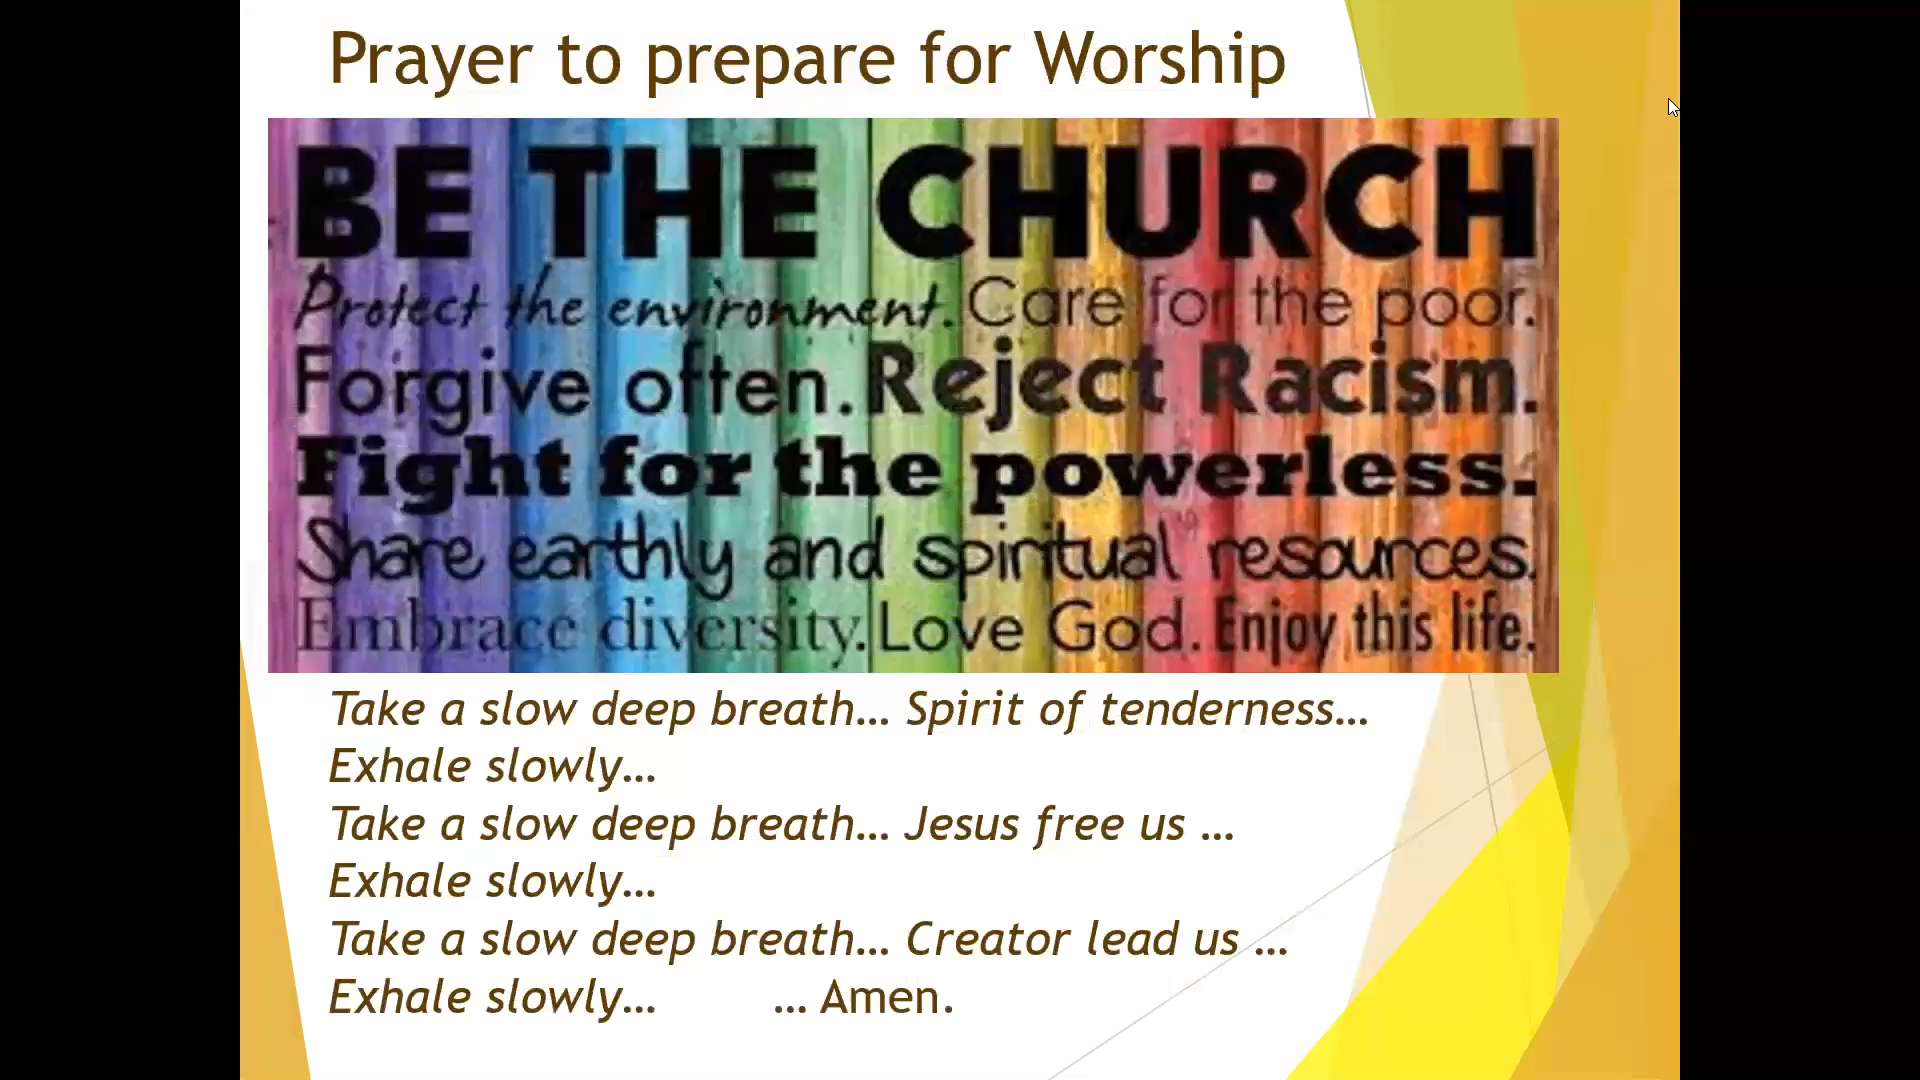 Prayer to prepare for Worship
BE THE CHURCH
Protect the environment. Care for the poor.
Forgive often. Reject Racism.
Fight for the powerless.
Share earthly and spiritual resources.
Embrace diversity. Love God. Enjoy this life.
Take a slow deep breath… Spirit of tenderness…
Exhale slowly…
Take a slow deep breath… Jesus free us …
Exhale slowly…
Take a slow deep breath… Creator lead us …
Exhale slowly… … Amen.